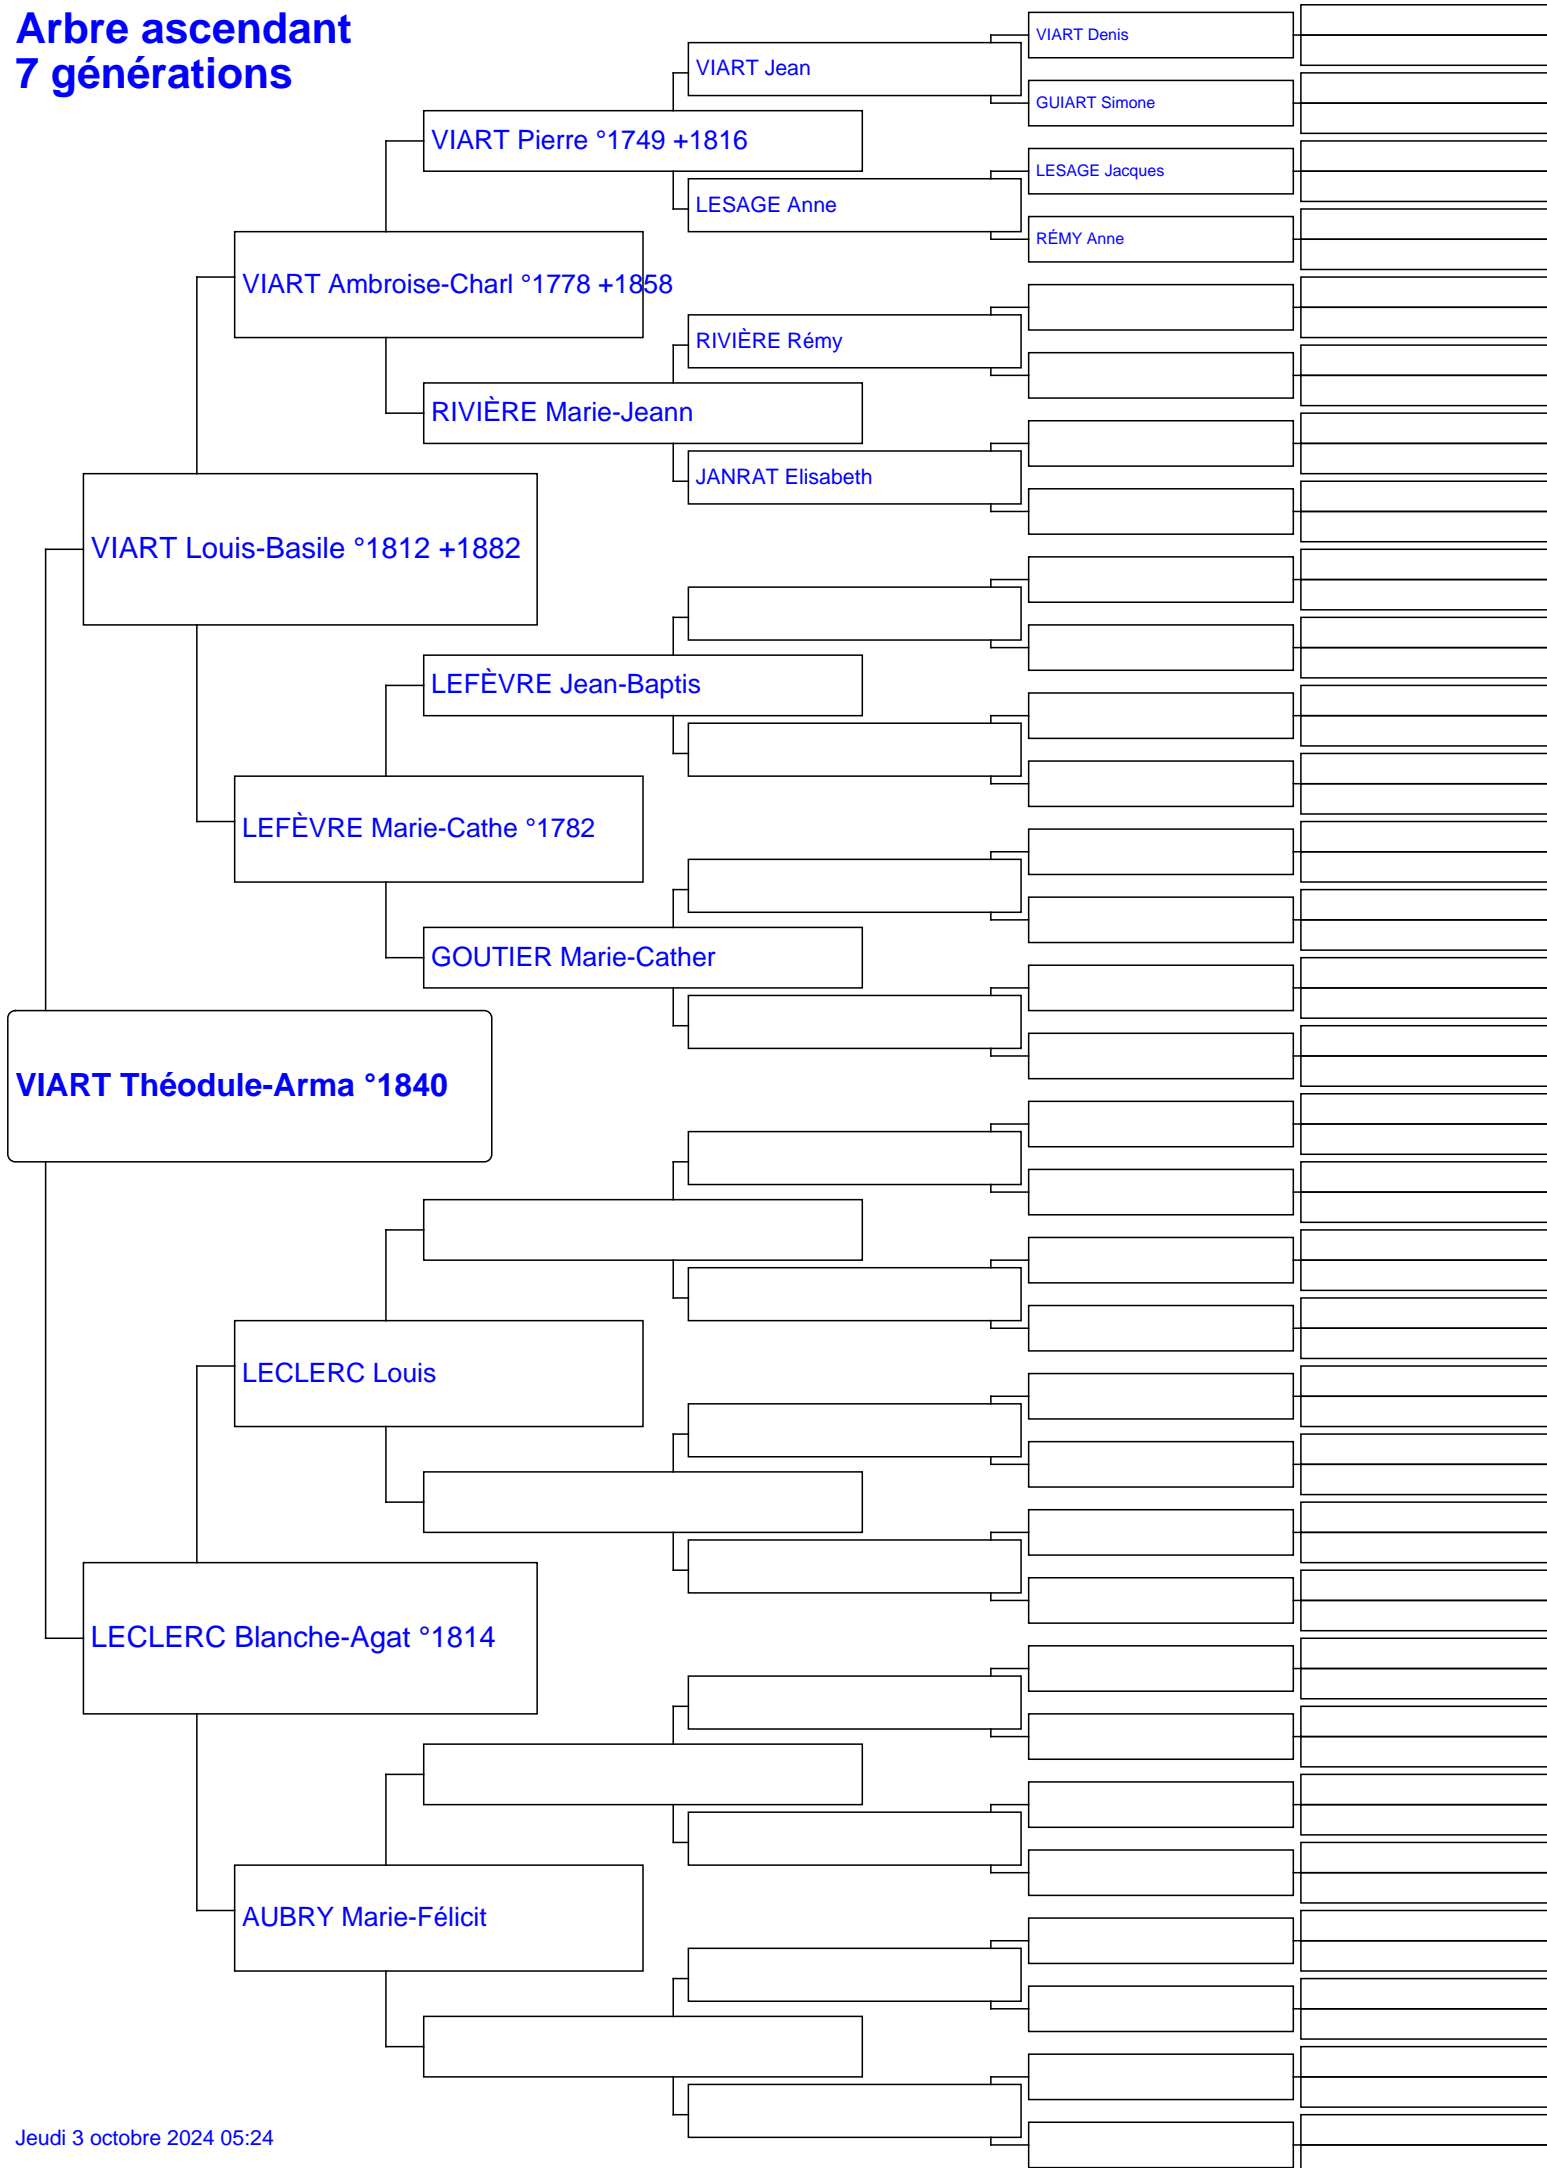 Arbre ascendant
7 générations
VIART Denis
VIART Jean
GUIART Simone
VIART Pierre °1749 +1816
LESAGE Jacques
LESAGE Anne
RÉMY Anne
VIART Ambroise-Charl °1778 +1858
RIVIÈRE Rémy
RIVIÈRE Marie-Jeann
JANRAT Elisabeth
VIART Louis-Basile °1812 +1882
LEFÈVRE Jean-Baptis
LEFÈVRE Marie-Cathe °1782
GOUTIER Marie-Cather
VIART Théodule-Arma °1840
LECLERC Louis
LECLERC Blanche-Agat °1814
AUBRY Marie-Félicit
Jeudi 3 octobre 2024 05:24